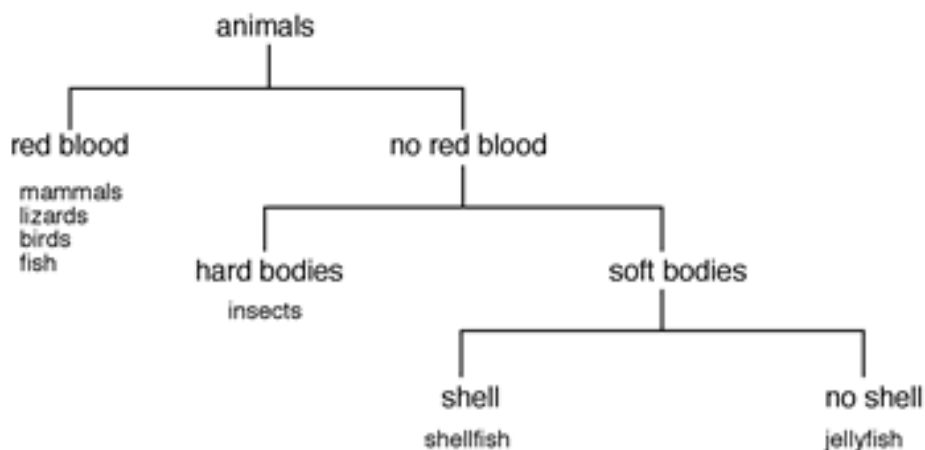 animals
red blood
no red blood
mammals
lizards
birds
fish
hard bodies
soft bodies
insects
shell
no shell
shellfish
jellyfish